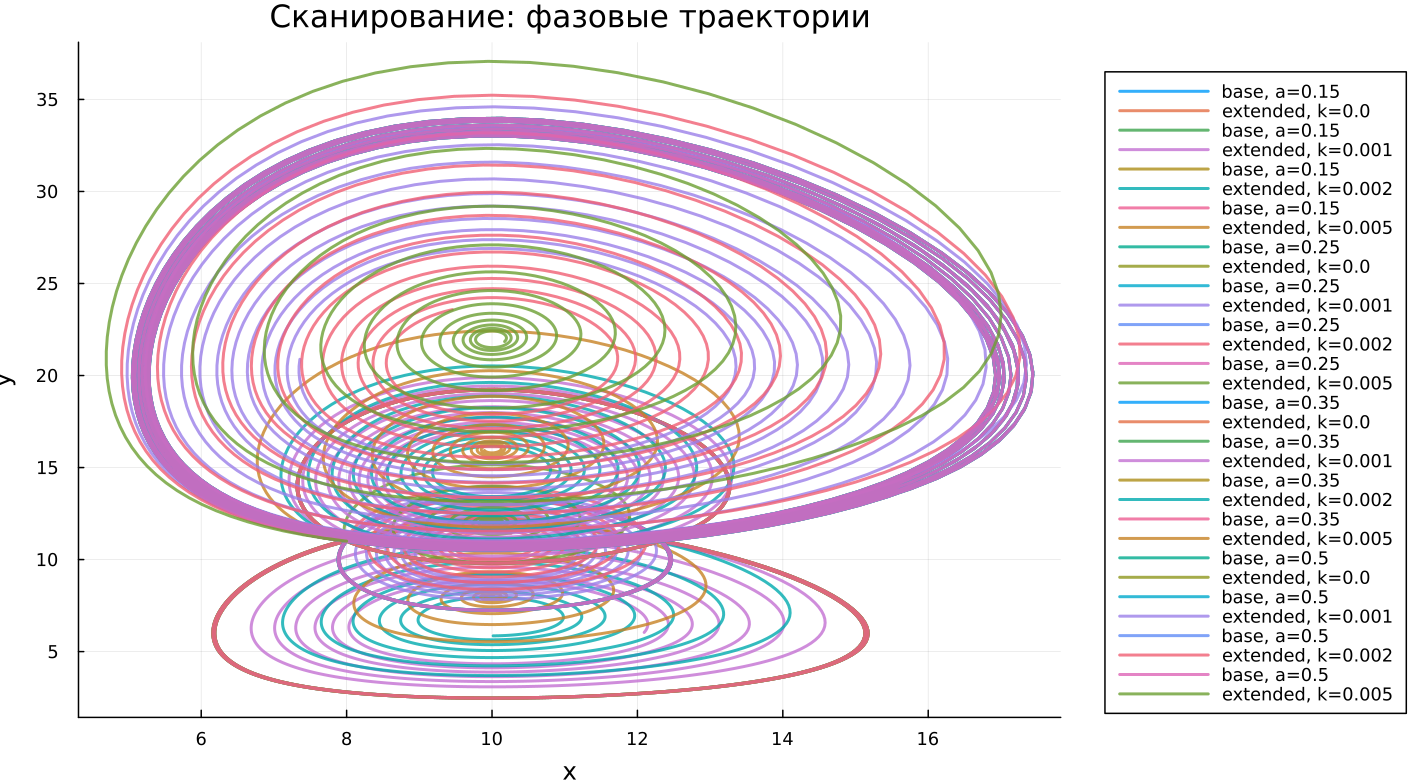 Сканирование: фазовые траектории
y
35
30
25
20
15
10
5
6
8
10
12
14
16
x
base, a=0.15
extended, k=0.0
base, a=0.15
extended, k=0.001
base, a=0.15
extended, k=0.002
base, a=0.15
extended, k=0.005
base, a=0.25
extended, k=0.0
base, a=0.25
extended, k=0.001
base, a=0.25
extended, k=0.002
base, a=0.25
extended, k=0.005
base, a=0.35
extended, k=0.0
base, a=0.35
extended, k=0.001
base, a=0.35
extended, k=0.002
base, a=0.35
extended, k=0.005
base, a=0.5
extended, k=0.0
base, a=0.5
extended, k=0.001
base, a=0.5
extended, k=0.002
base, a=0.5
extended, k=0.005